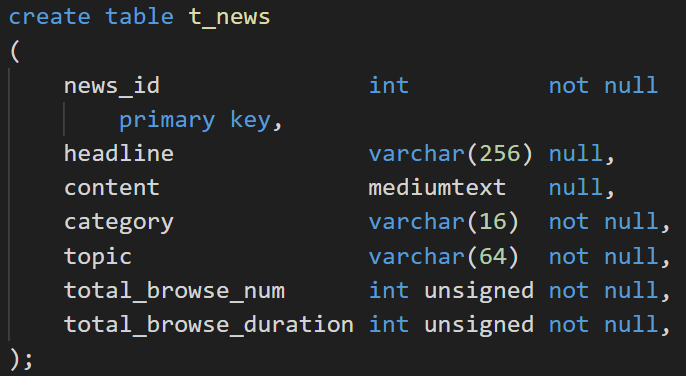 create table t_news
(
    news_id               int          not null
        primary key,
    headline              varchar(256) null,
    content               mediumtext   null,
    category              varchar(16)  not null,
    topic                 varchar(64)  not null,
    total_browse_num      int unsigned not null,
    total_browse_duration int unsigned not null,
);